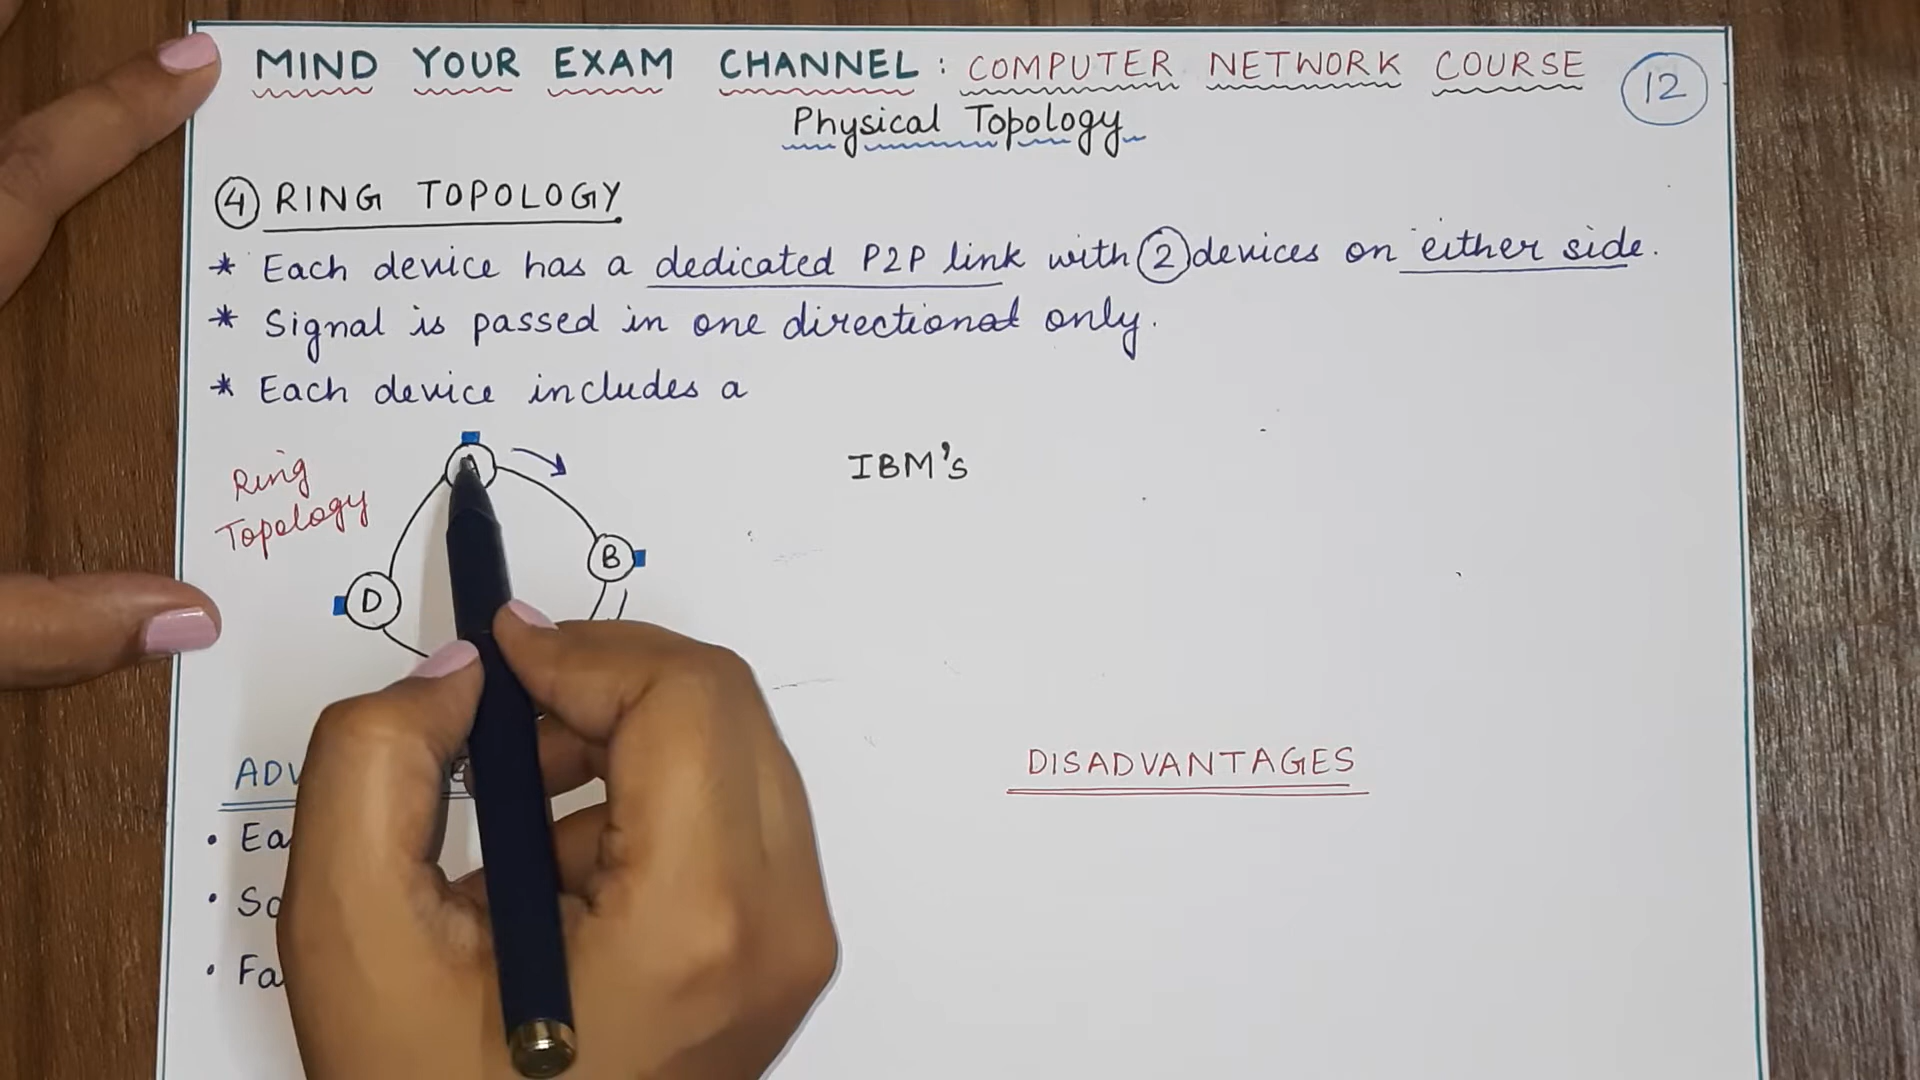 MIND YOUR EXAM CHANNEL : COMPUTER NETWORK COURSE
12
Physical Topology
4 RING TOPOLOGY
* Each device has a dedicated P2P link with 2 devices on either side.
* Signal is passed in one directional only.
* Each device includes a
Ring
Topology
IBM's
B
D
DISADVANTAGES